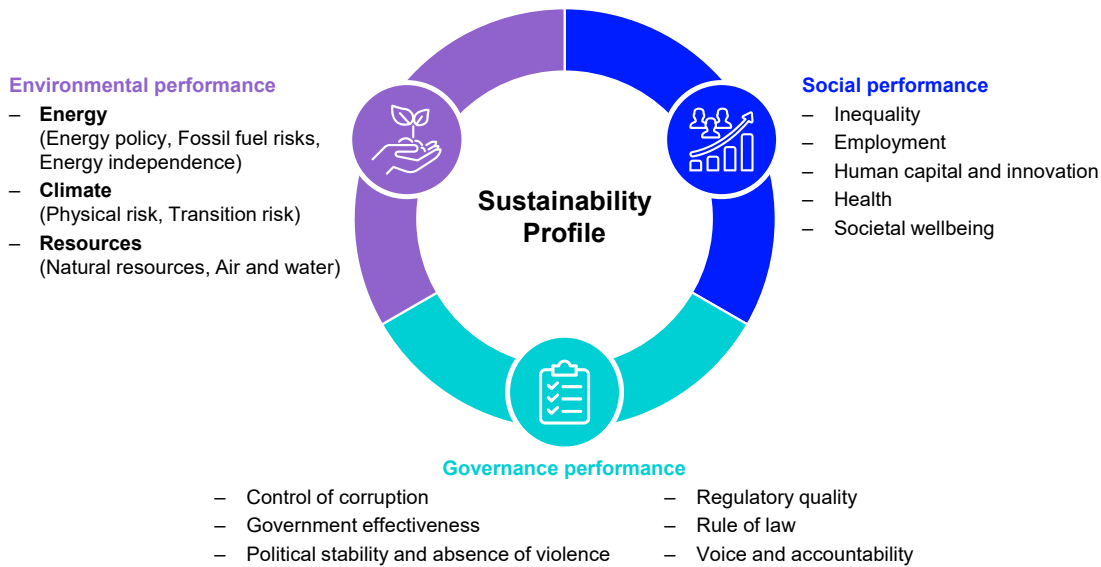 Environmental performance
– Energy
(Energy policy, Fossil fuel risks,
Energy independence)
– Climate
(Physical risk, Transition risk)
– Resources
(Natural resources, Air and water)
Sustainability
Profile
Social performance
– Inequality
– Employment
– Human capital and innovation
– Health
– Societal wellbeing
Governance performance
– Control of corruption
– Government effectiveness
– Political stability and absence of violence
– Regulatory quality
– Rule of law
– Voice and accountability